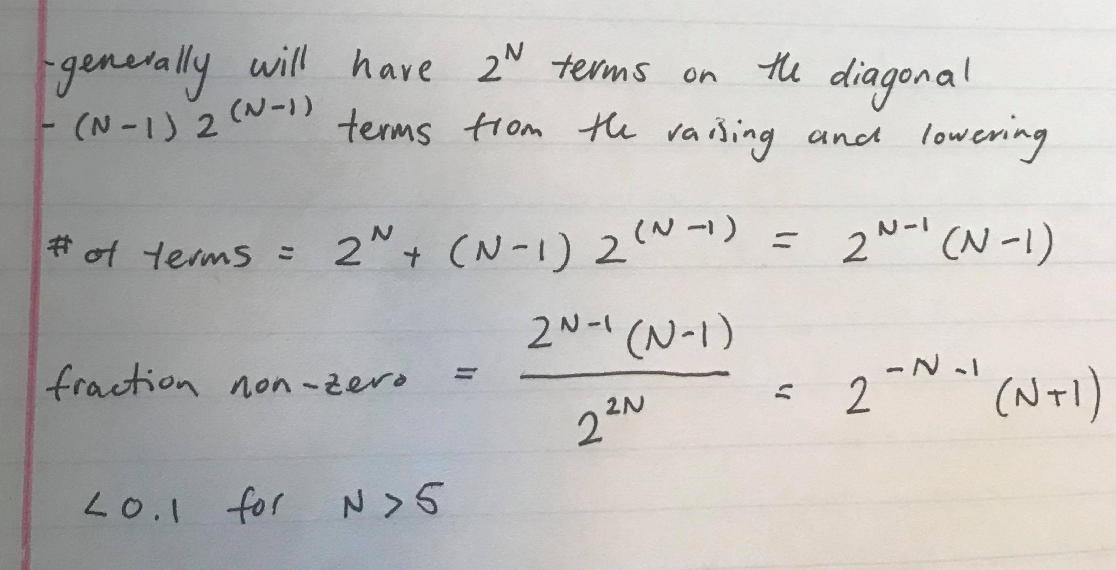 - generally will have 2^N terms on the diagonal
- (N-1) 2^(N-1) terms from the raising and lowering
# of terms = 2^N + (N-1) 2^(N-1) = 2^N-1 (N-1)
fraction non-zero = 2^N-1 (N-1) / 2^2N = 2^-N-1 (N+1)
<0.1 for N>5